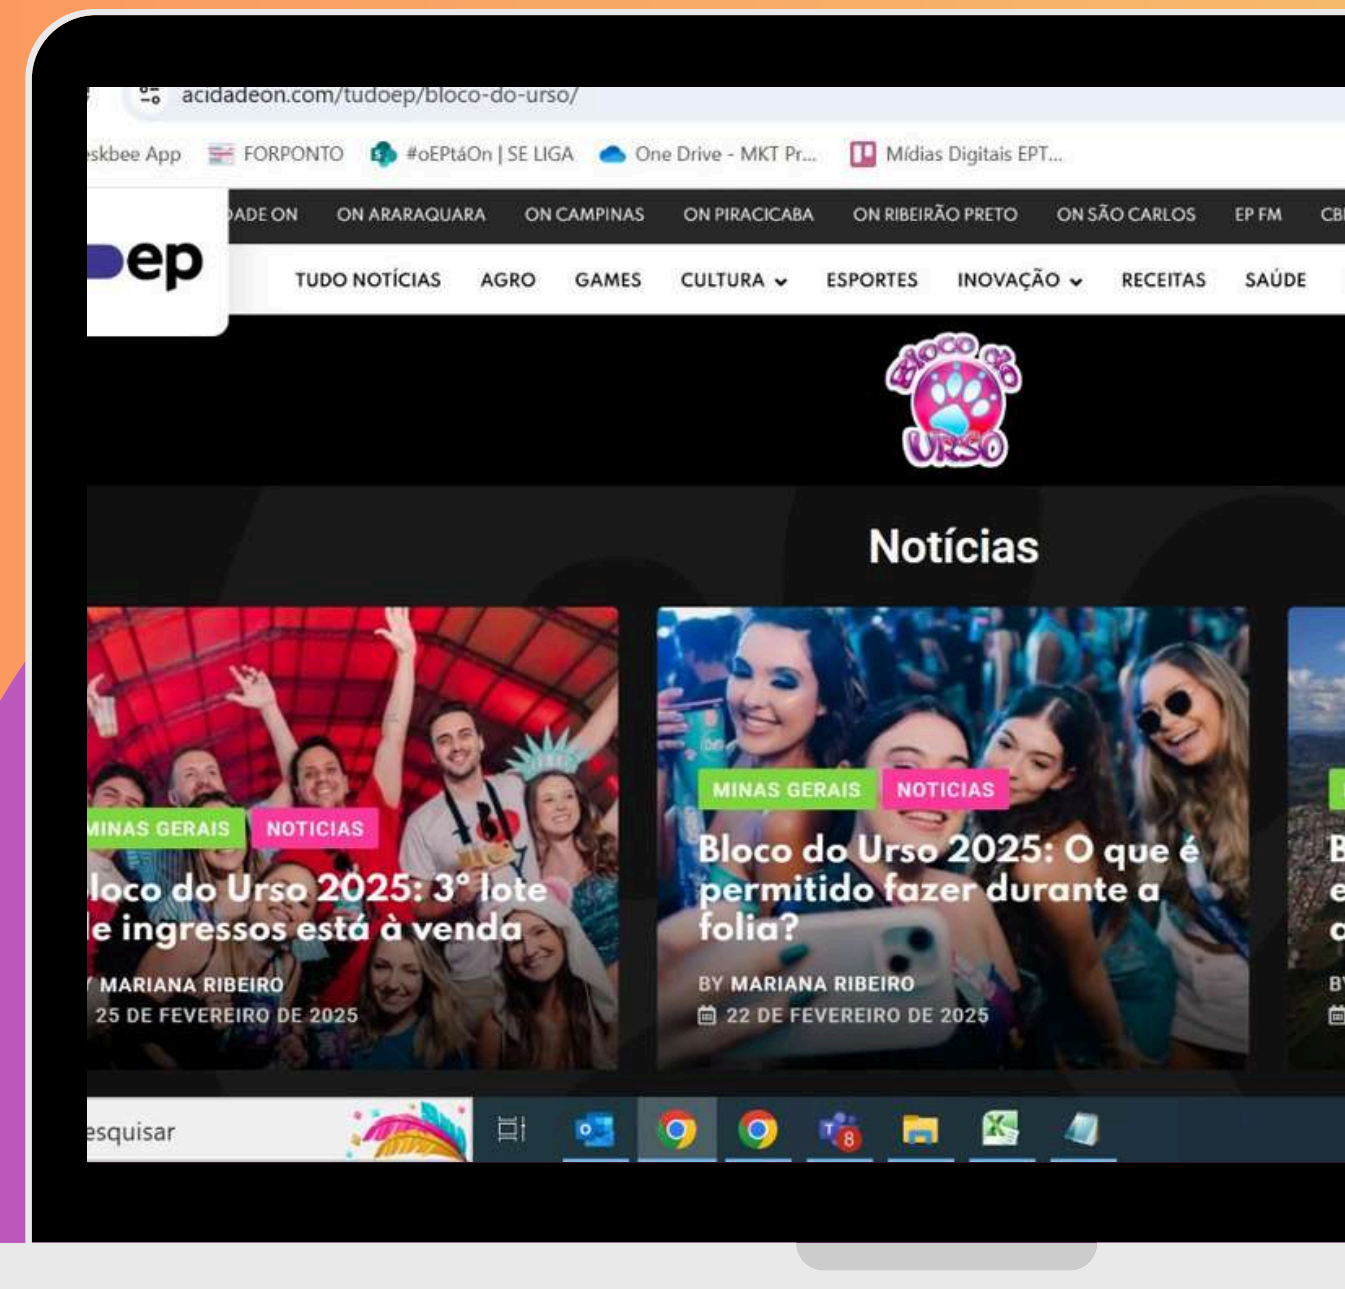 acidadeon.com/tudoep/bloco-do-urso/
App FORPONTO #oEPtáOn | SE LIGA One Drive - MKT Pr... Mídias Digitais EPT...
ON ON ARARAQUARA ON CAMPINAS ON PIRACICABA ON RIBEIRÃO PRETO ON SÃO CARLOS EP FM
ep
TUDO NOTÍCIAS AGRO GAMES CULTURA ESPORTES INOVAÇÃO RECEITAS SAÚDE
Bloco do
URSO
Notícias
MINAS GERAIS NOTICIAS
loco do Urso 2025: 3º lote
e ingressos está à venda
MARIANA RIBEIRO
25 DE FEVEREIRO DE 2025
MINAS GERAIS NOTICIAS
Bloco do Urso 2025: O que é
permitido fazer durante a
folia?
BY MARIANA RIBEIRO
22 DE FEVEREIRO DE 2025
B
e
BY
esquisar
8